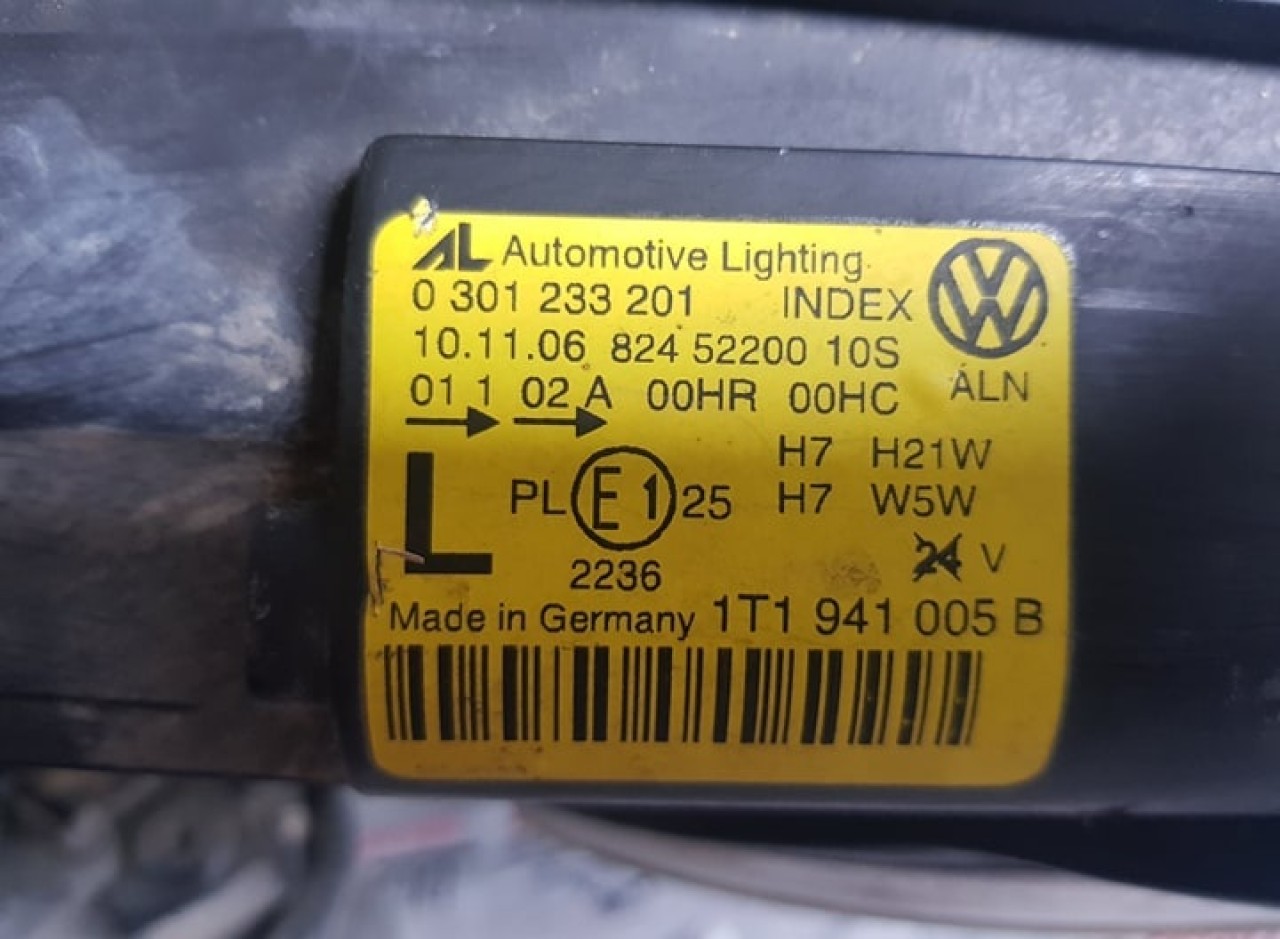 AL Automotive Lighting
0 301 233 201 INDEX
10.11.06 824 52200 10S
01 1 02 A 00HR 00HC ALN
H7 H21W
L PL E1 25 H7 W5W
24 V
2236
Made in Germany 1T1 941 005 B